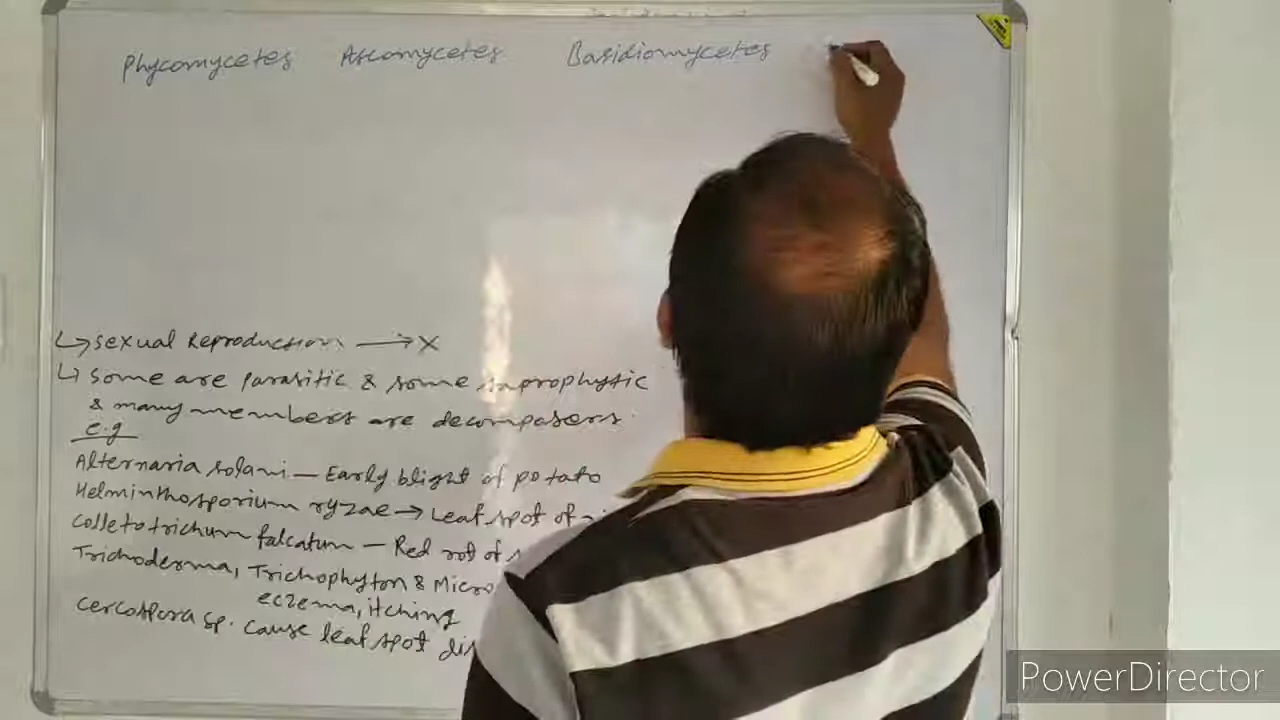 Phycomycetes Ascomycetes Basidiomycetes
↳ Sexual Reproduction → X
↳ Some are parasitic & some saprophytic
& many members are decomposers.
e.g
Alternaria solani — Early blight of potato
Helminthosporium ryzae → Leaf spot of
Colletotrichum falcatum — Red rot of
Trichoderma, Trichophyton & Micro
eczema, itching
Cercospora sp. cause leaf spot dis
PowerDirector